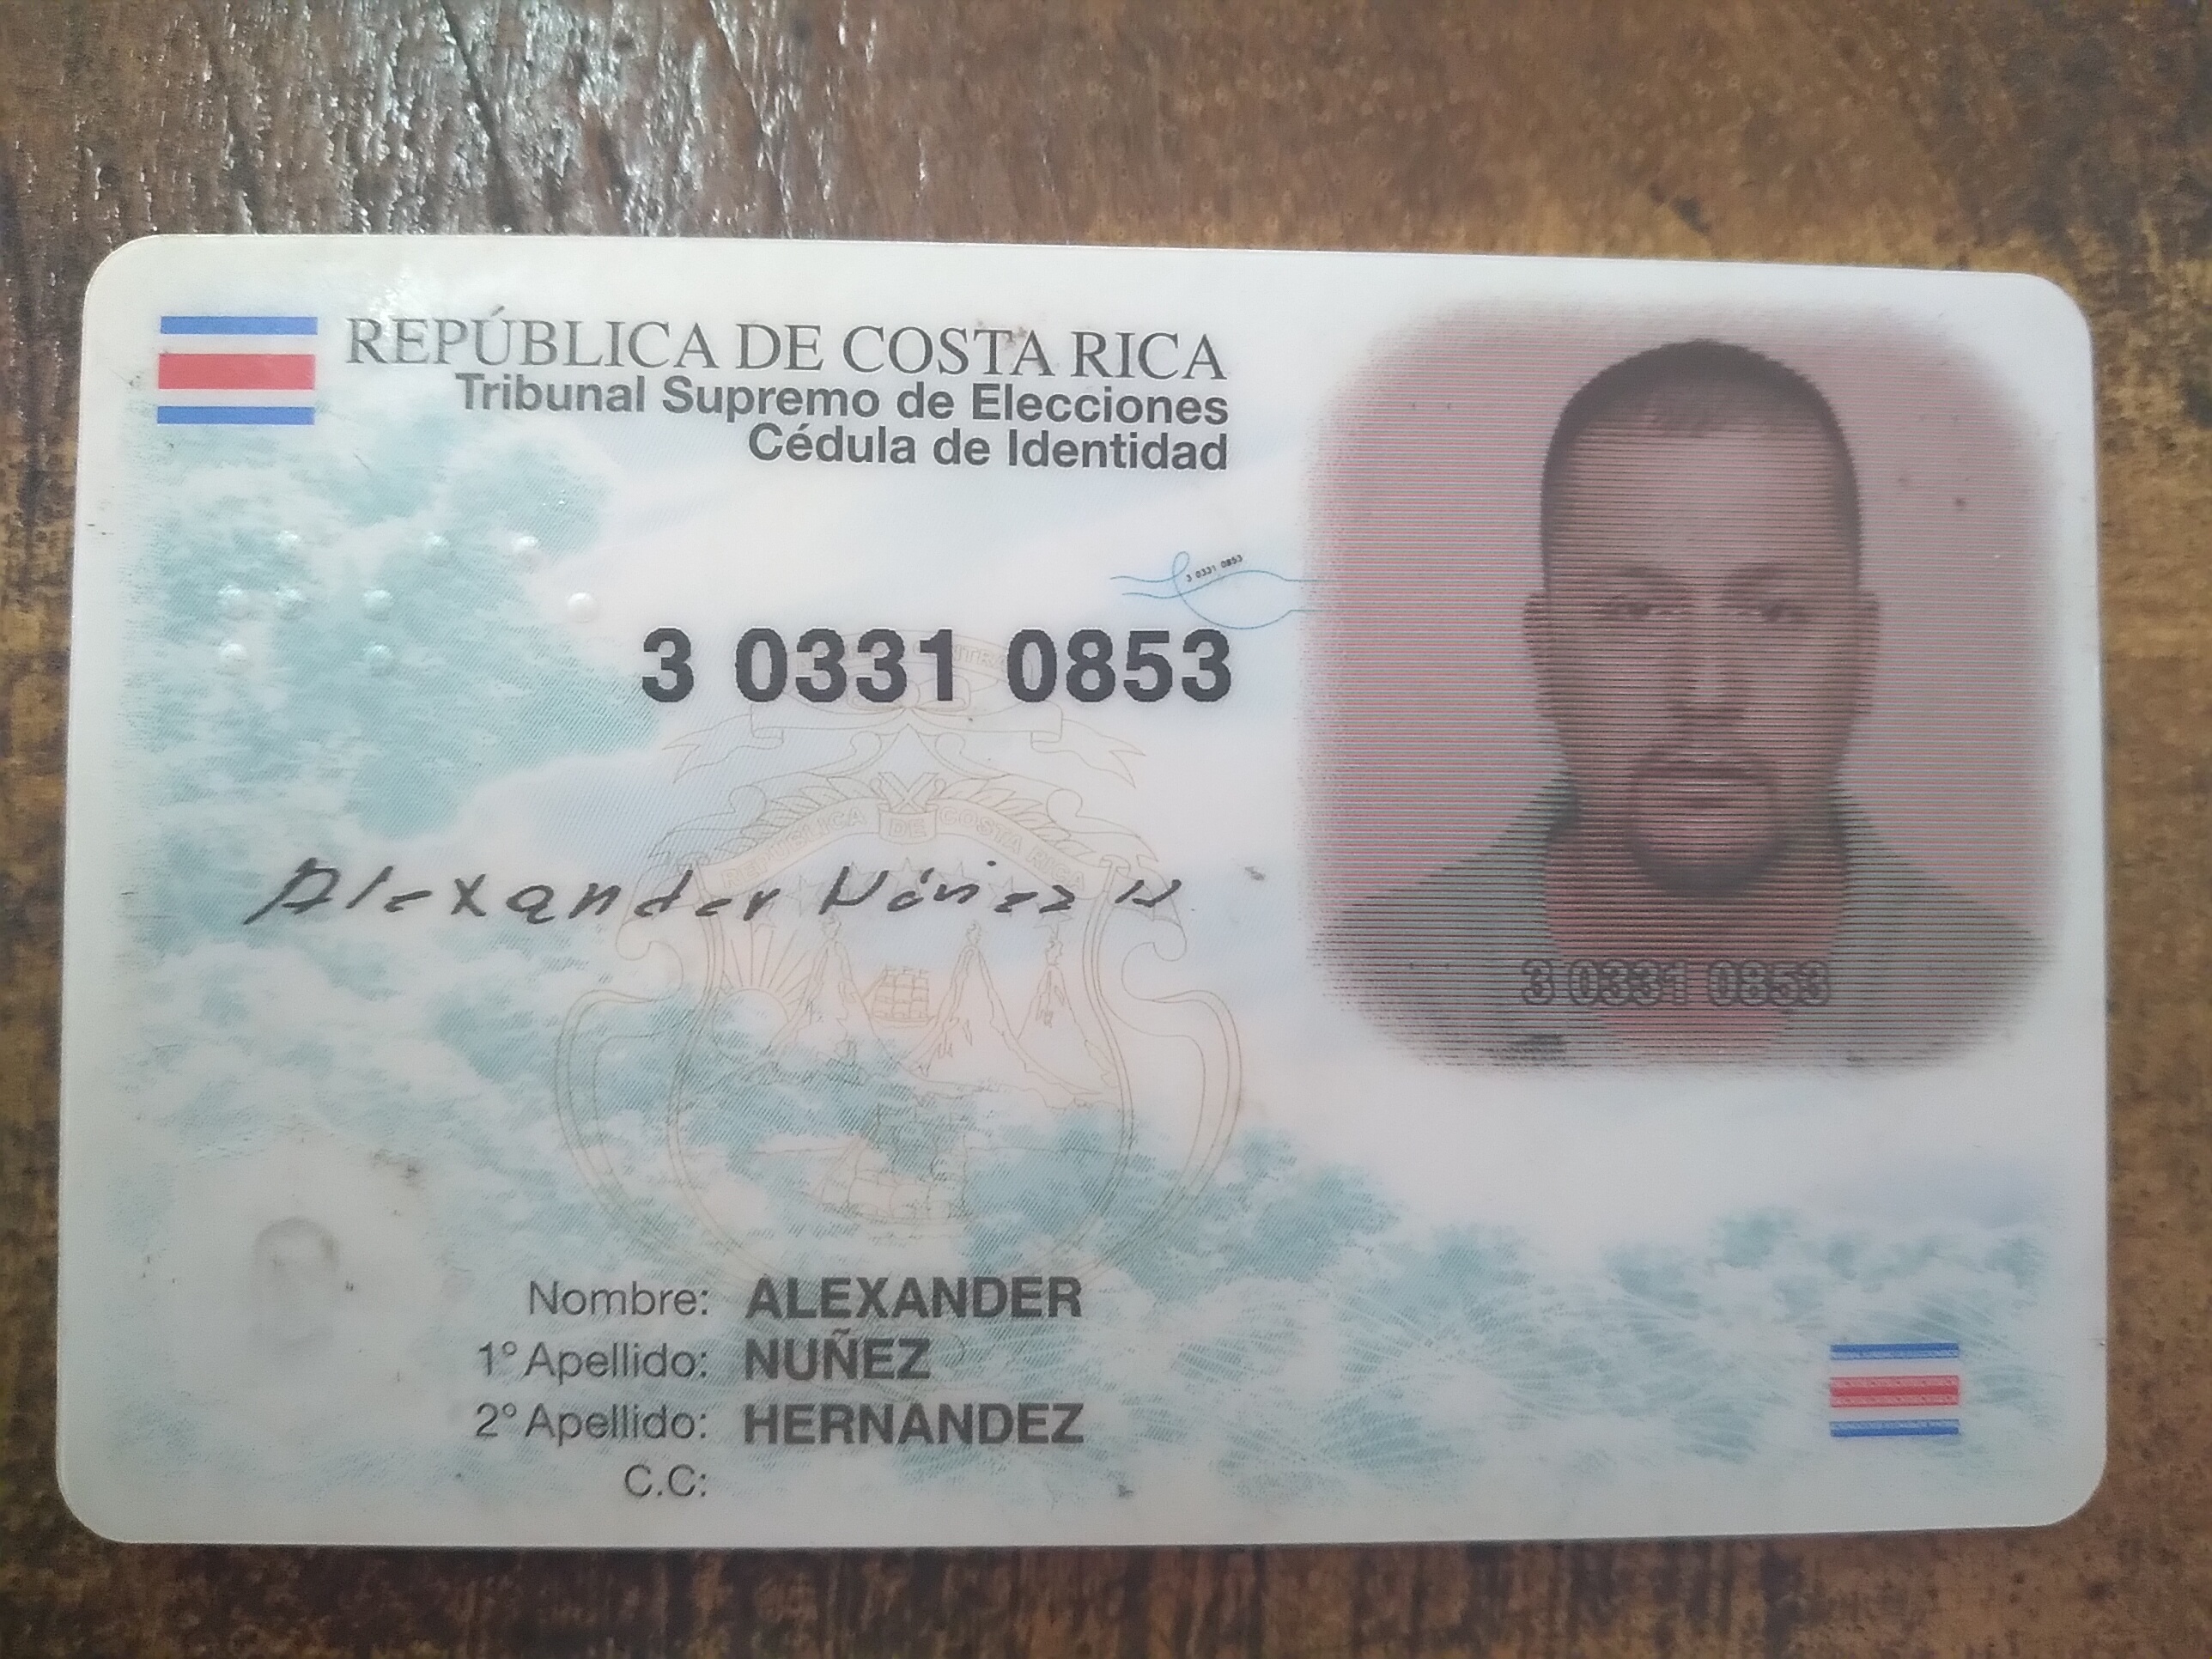 REPÚBLICA DE COSTA RICA
Tribunal Supremo de Elecciones
Cédula de Identidad
3 0331 0853
3 0331 0853
REPÚBLICA DE COSTA RICA
Alexander Núñez H
3 0331 0853
Nombre: ALEXANDER
1° Apellido: NUÑEZ
2° Apellido: HERNANDEZ
C.C: